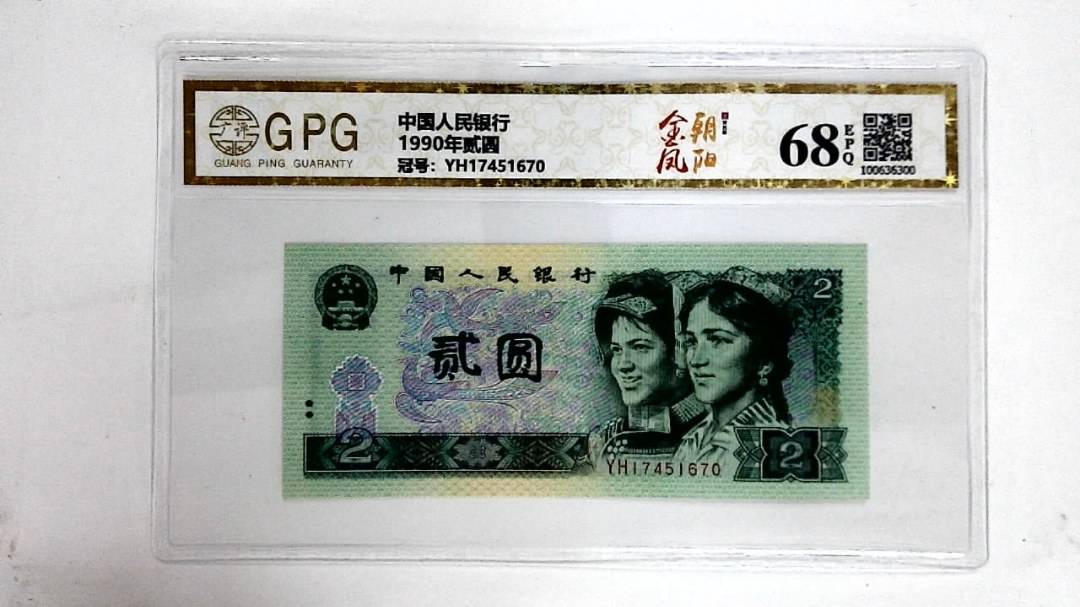 广评
GPG
GUANG PING GUARANTY
中国人民银行
1990年贰圆
冠号: YH17451670
金凤
朝阳
68
EPQ
100636300
中国人民银行
2
贰圆
2
YH17451670
2